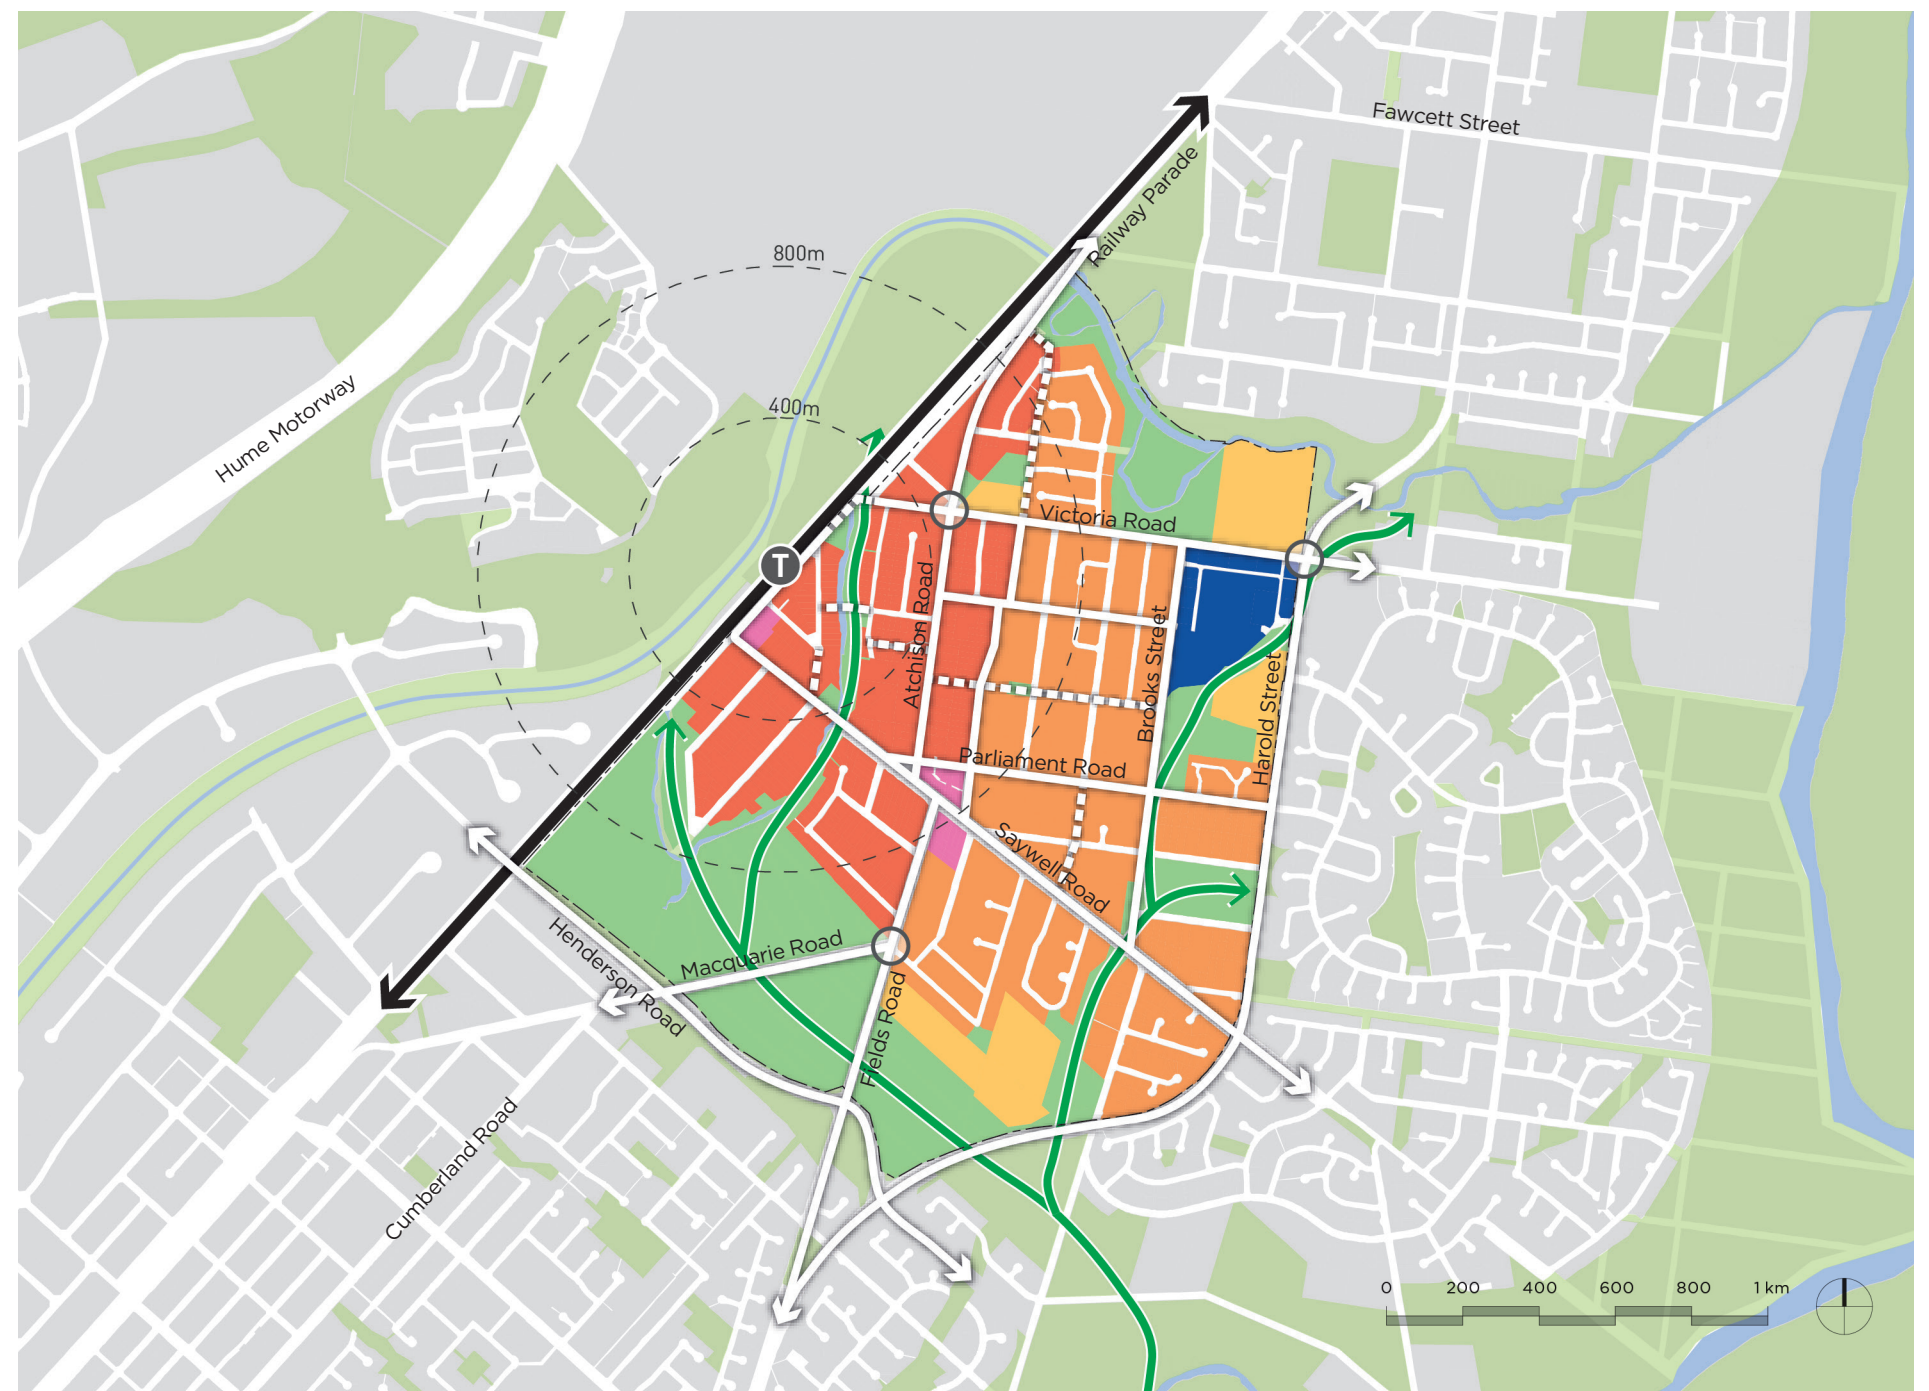 Fawcett Street
Railway Parade
800m
400m
Hume Motorway
Victoria Road
T
Atchison Road
Brooks Street
Harold Street
Parliament Road
Saywell Road
Henderson Road
Macquarie Road
Fields Road
Cumberland Road
0 200 400 600 800 1 km